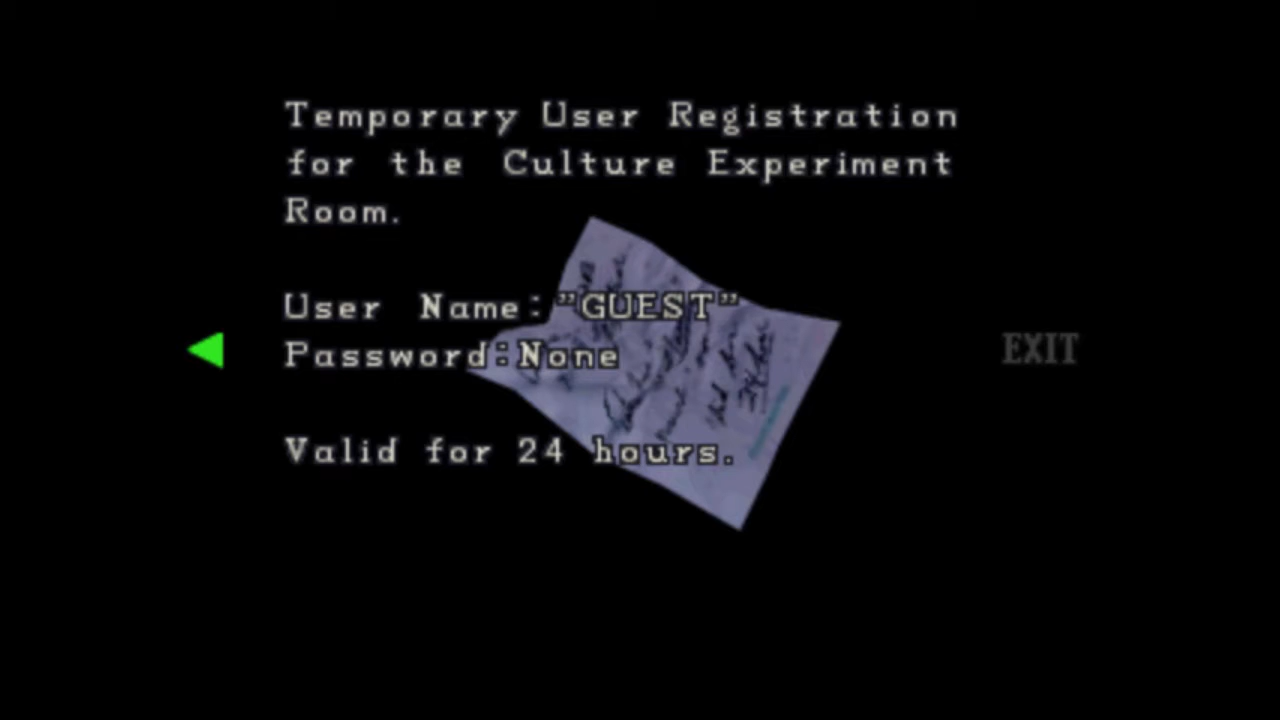 Temporary User Registration
for the Culture Experiment
Room.
User Name:"GUEST"
Password:None
EXIT
Valid for 24 hours.